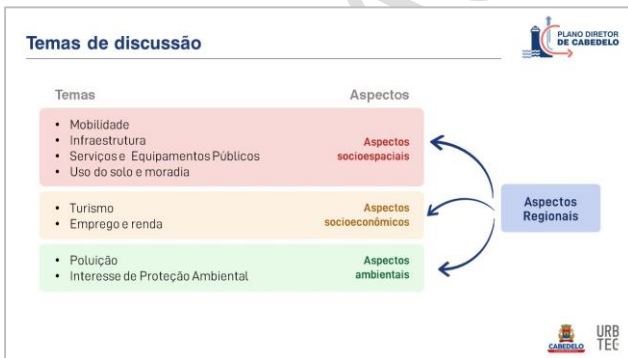 Temas de discussão
PLANO DIRETOR
DE CABEDELO
Temas
Aspectos
• Mobilidade
• Infraestrutura
• Serviços e Equipamentos Públicos
• Uso do solo e moradia
Aspectos
socioespaciais
• Turismo
• Emprego e renda
Aspectos
socioeconômicos
• Poluição
• Interesse de Proteção Ambiental
Aspectos
ambientais
Aspectos
Regionais
CABEDELO
URB
TEC